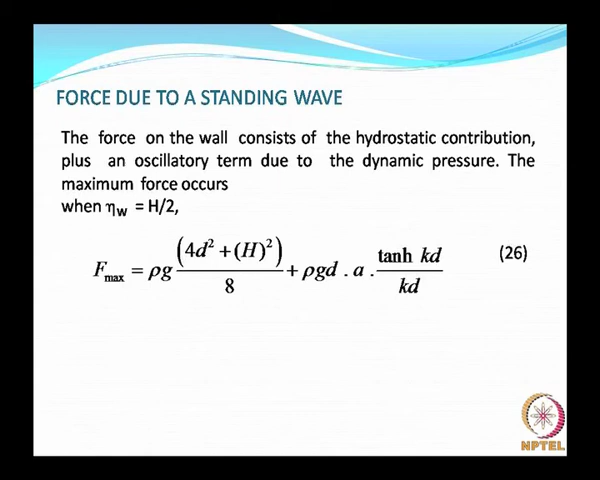 FORCE DUE TO A STANDING WAVE
The force on the wall consists of the hydrostatic contribution,
plus an oscillatory term due to the dynamic pressure. The
maximum force occurs
when η_w = H/2,
F_max = ρg (4d² + (H)²) / 8 + ρgd . a . tanh kd / kd (26)
NPTEL